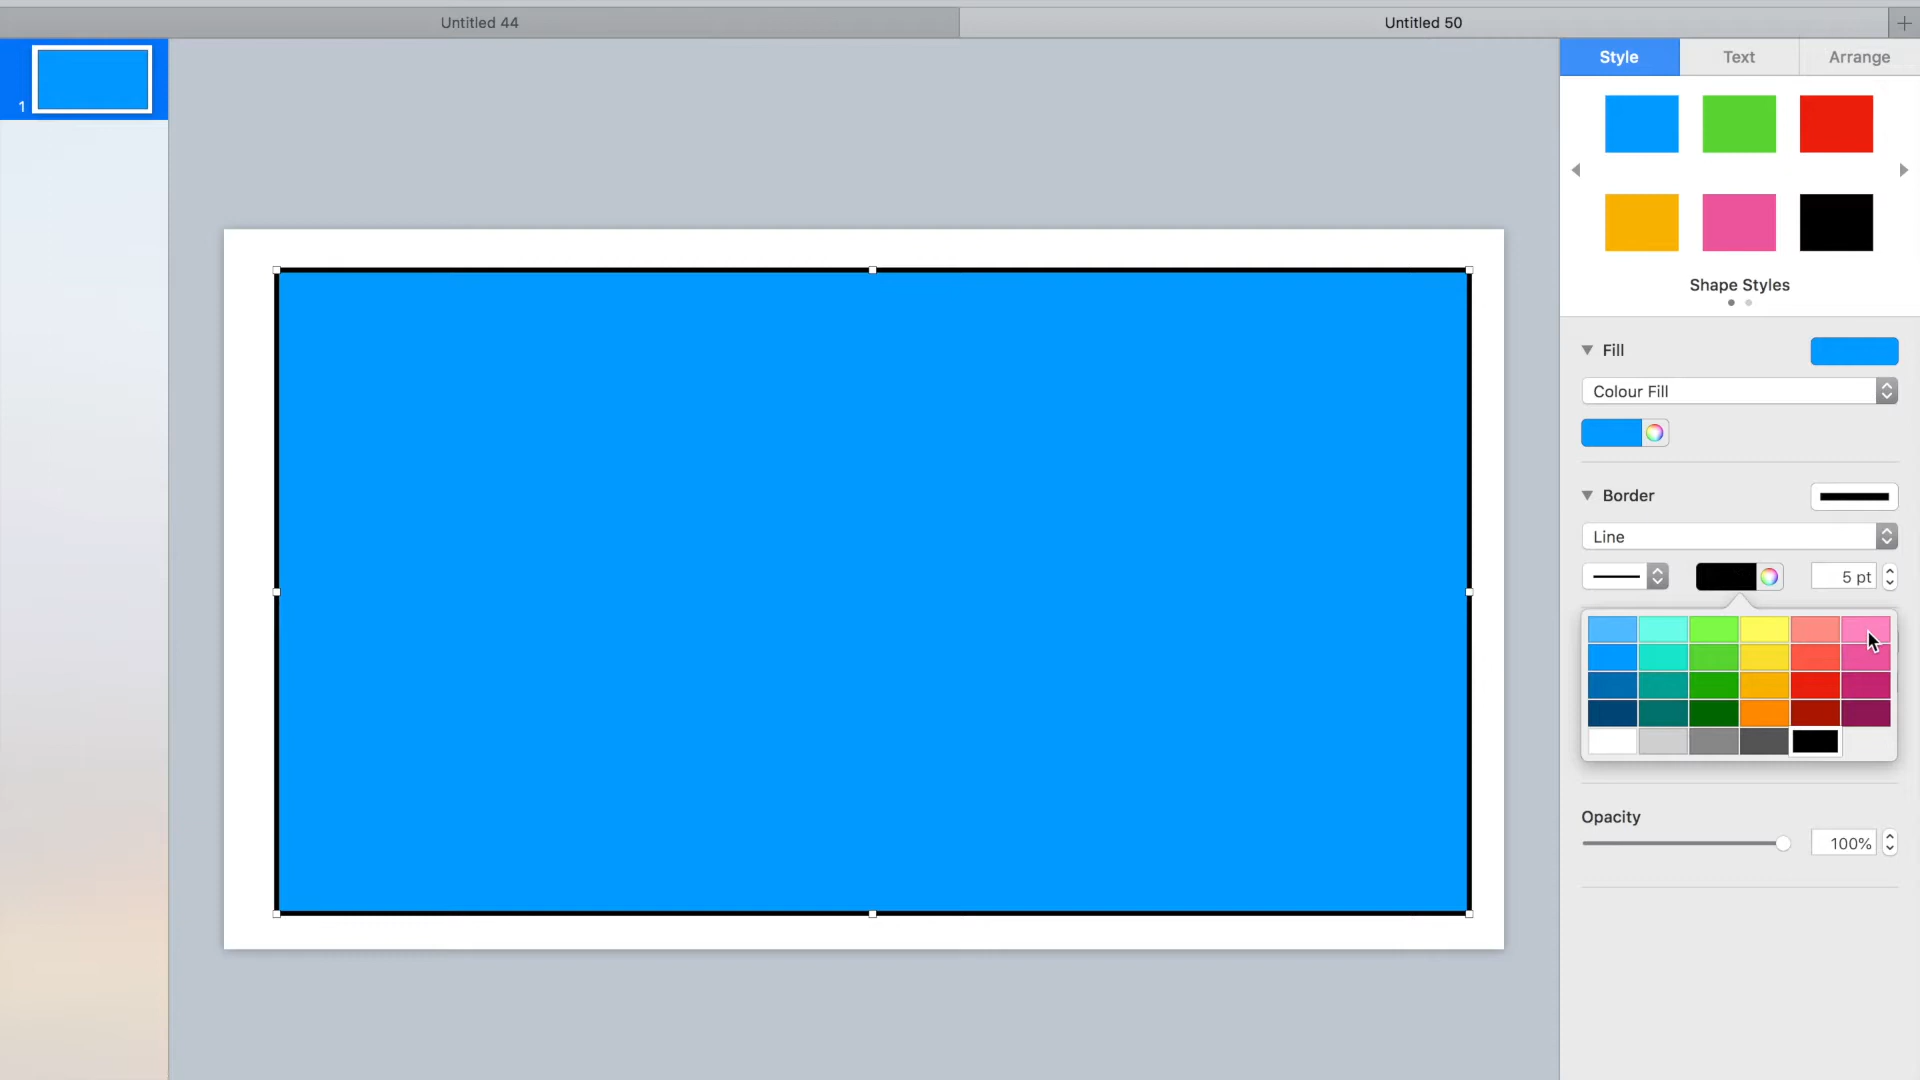 Untitled 44
Untitled 50
1
Style
Text
Arrange
Shape Styles
Fill
Colour Fill
Border
Line
5 pt
Opacity
100%